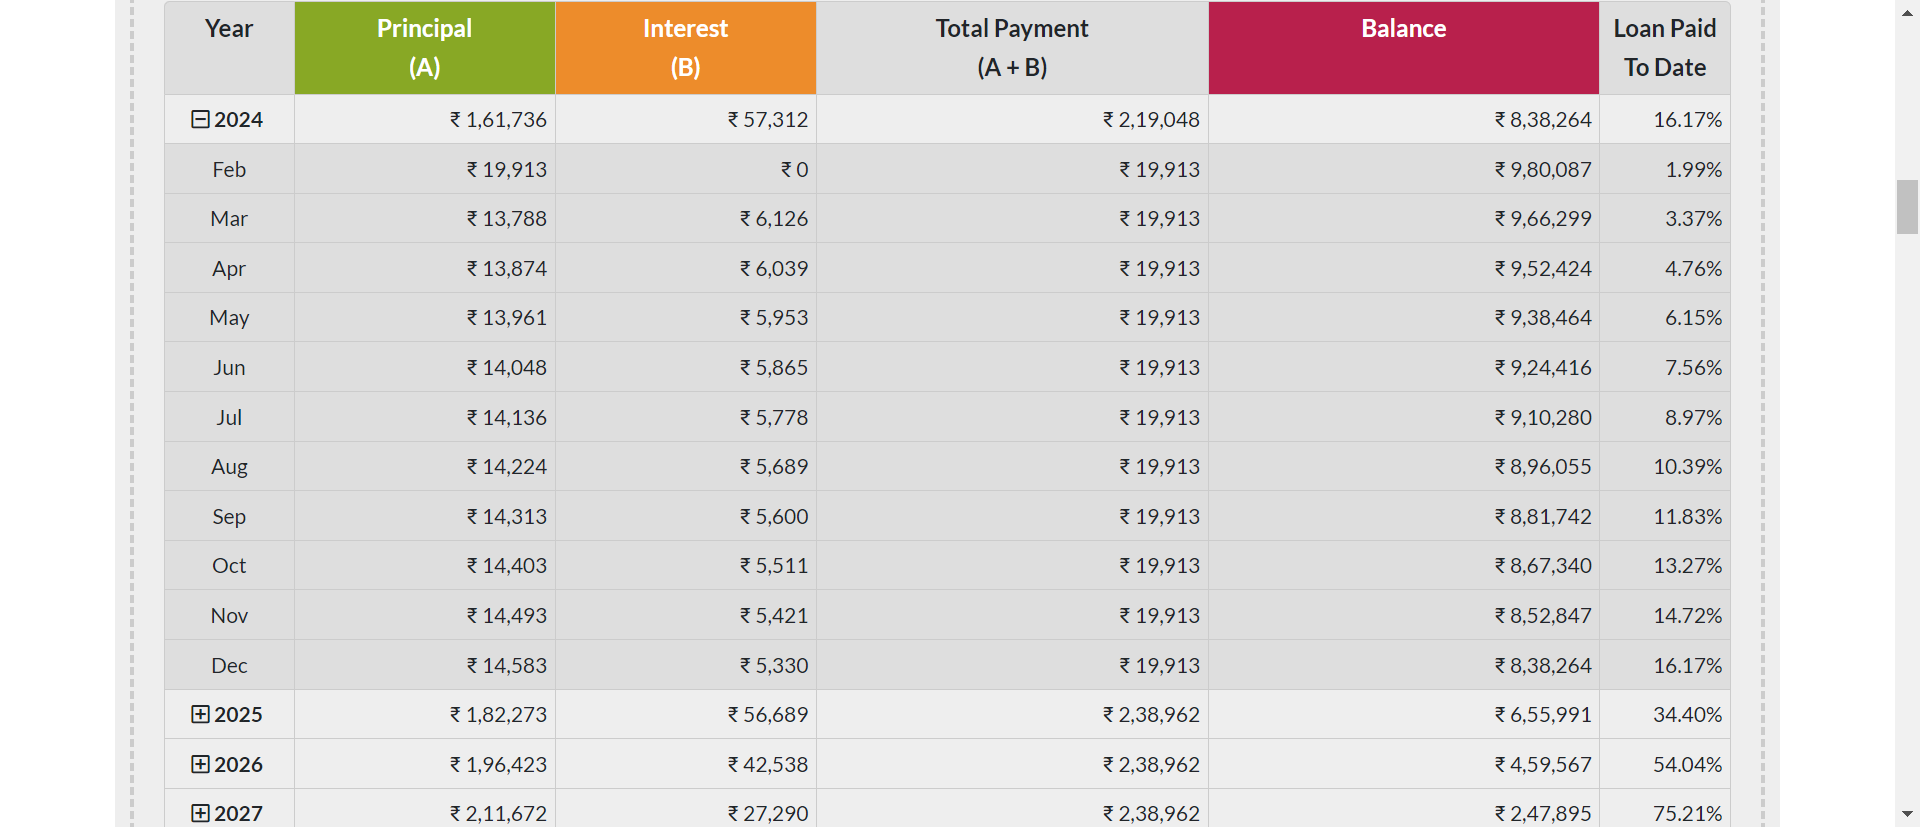 Year Principal Interest Total Payment Balance Loan Paid
(A) (B) (A + B) To Date
2024 ₹ 1,61,736 ₹ 57,312 ₹ 2,19,048 ₹ 8,38,264 16.17%
Feb ₹ 19,913 ₹ 0 ₹ 19,913 ₹ 9,80,087 1.99%
Mar ₹ 13,788 ₹ 6,126 ₹ 19,913 ₹ 9,66,299 3.37%
Apr ₹ 13,874 ₹ 6,039 ₹ 19,913 ₹ 9,52,424 4.76%
May ₹ 13,961 ₹ 5,953 ₹ 19,913 ₹ 9,38,464 6.15%
Jun ₹ 14,048 ₹ 5,865 ₹ 19,913 ₹ 9,24,416 7.56%
Jul ₹ 14,136 ₹ 5,778 ₹ 19,913 ₹ 9,10,280 8.97%
Aug ₹ 14,224 ₹ 5,689 ₹ 19,913 ₹ 8,96,055 10.39%
Sep ₹ 14,313 ₹ 5,600 ₹ 19,913 ₹ 8,81,742 11.83%
Oct ₹ 14,403 ₹ 5,511 ₹ 19,913 ₹ 8,67,340 13.27%
Nov ₹ 14,493 ₹ 5,421 ₹ 19,913 ₹ 8,52,847 14.72%
Dec ₹ 14,583 ₹ 5,330 ₹ 19,913 ₹ 8,38,264 16.17%
2025 ₹ 1,82,273 ₹ 56,689 ₹ 2,38,962 ₹ 6,55,991 34.40%
2026 ₹ 1,96,423 ₹ 42,538 ₹ 2,38,962 ₹ 4,59,567 54.04%
2027 ₹ 2,11,672 ₹ 27,290 ₹ 2,38,962 ₹ 2,47,895 75.21%